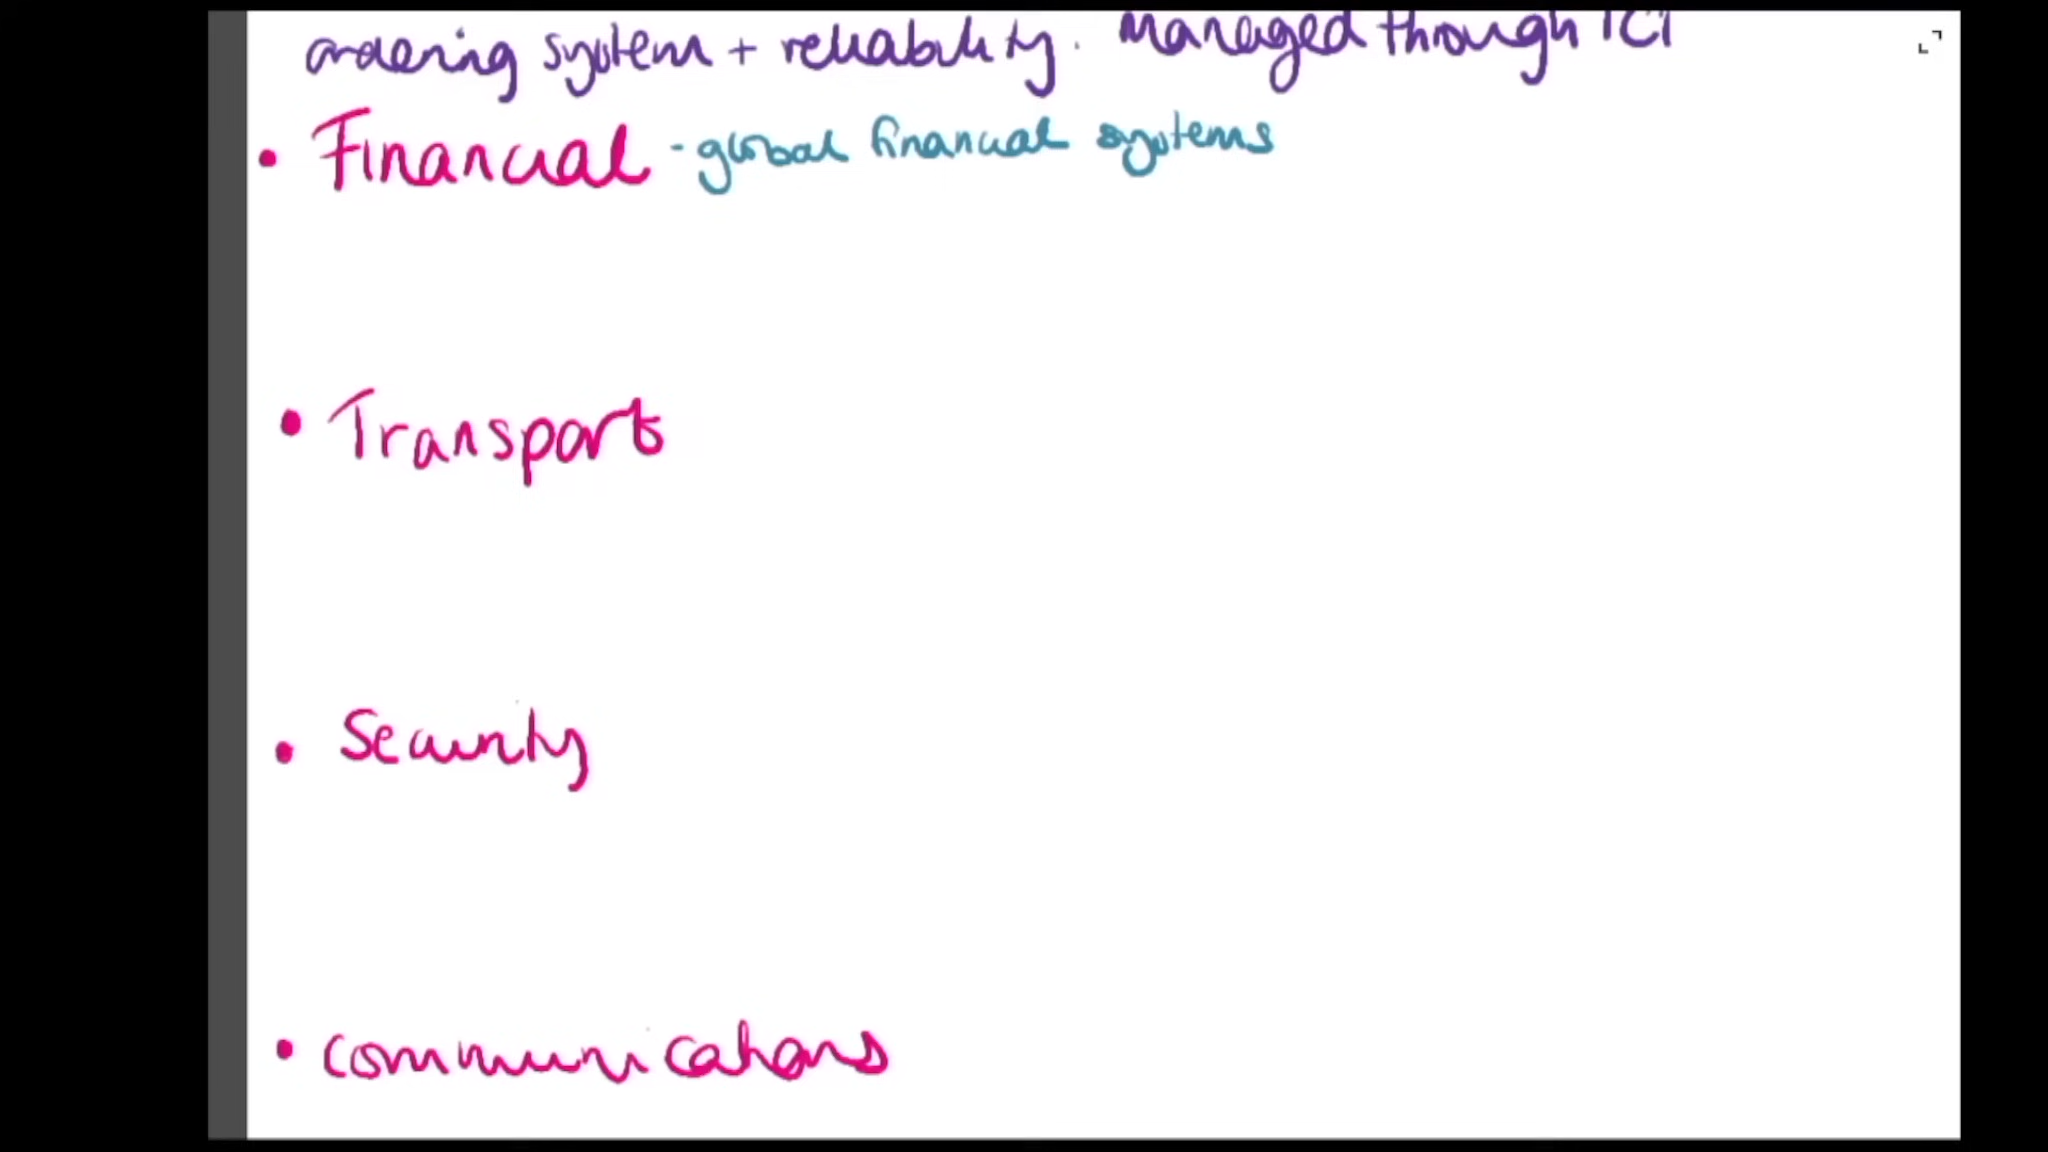 ordering system + reliability. Managed through ICT
• Financial - global financial systems
• Transport
• Security
• communications